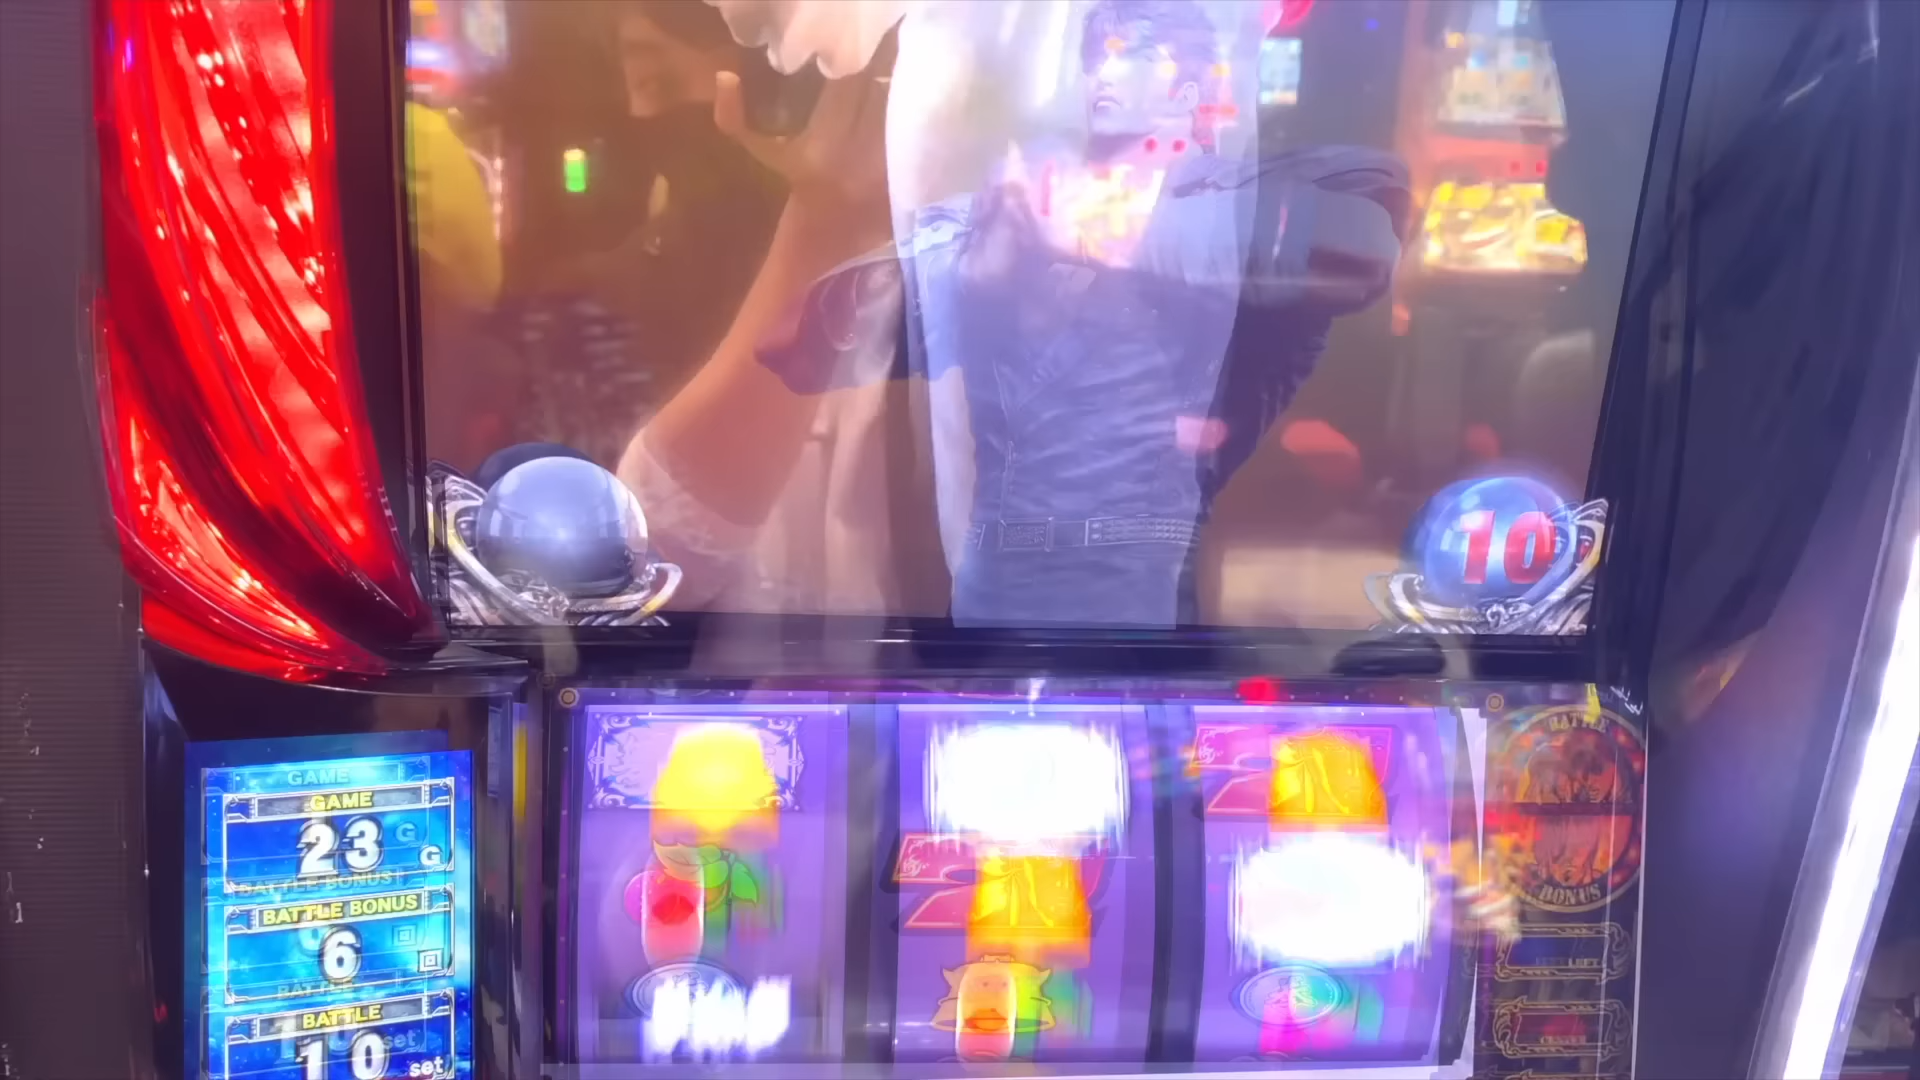 10
GAME
GAME
23 G
G
BATTLE BONUS
BATTLE BONUS
6
BATTLE
BATTLE
10 set
set
BATTLE
BONUS